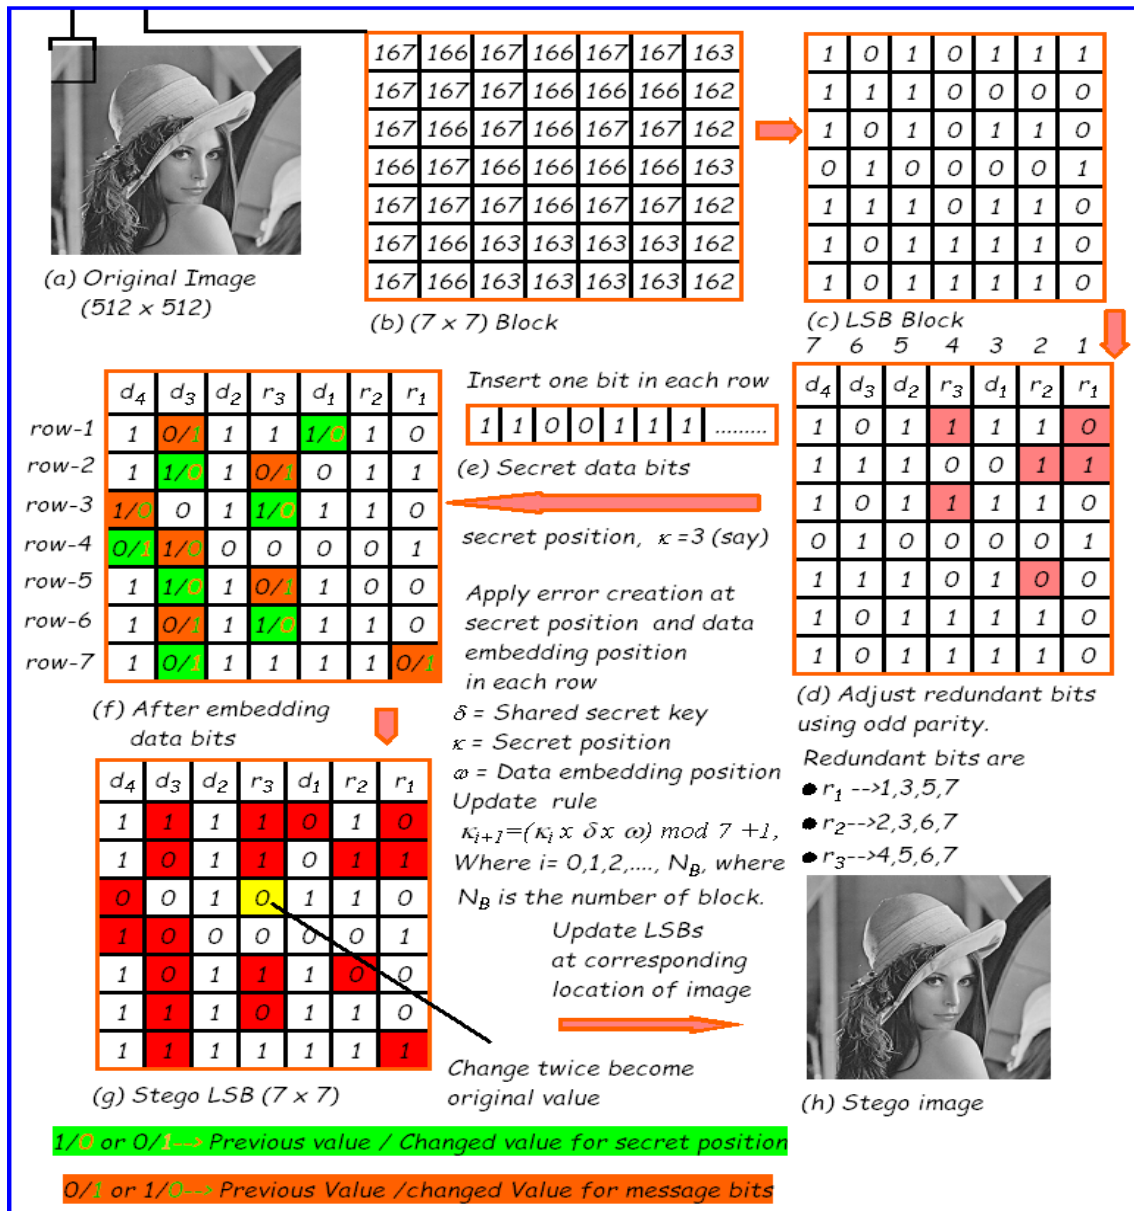 167 166 167 166 167 167 163
167 167 167 166 166 166 162
167 166 167 166 167 167 162
166 167 166 166 166 166 163
167 167 167 166 167 167 162
167 166 163 163 163 163 162
167 166 163 163 163 163 162
(b) (7 x 7) Block
1 0 1 0 1 1 1
1 1 1 0 0 0 0
1 0 1 0 1 1 0
0 1 0 0 0 0 1
1 1 1 0 1 1 0
1 0 1 1 1 1 0
1 0 1 1 1 1 0
(c) LSB Block
(a) Original Image
(512 x 512)
7 6 5 4 3 2 1
d4 d3 d2 r3 d1 r2 r1
1 0 1 1 1 1 0
1 1 1 0 0 1 1
1 0 1 1 1 1 0
0 1 0 0 0 0 1
1 1 1 0 1 0 0
1 0 1 1 1 1 0
1 0 1 1 1 1 0
(d) Adjust redundant bits
using odd parity.
Redundant bits are
● r1 -->1,3,5,7
● r2-->2,3,6,7
● r3-->4,5,6,7
Insert one bit in each row
1 1 0 0 1 1 1 .........
(e) Secret data bits
secret position, κ =3 (say)
Apply error creation at
secret position and data
embedding position
in each row
δ = Shared secret key
κ = Secret position
ω = Data embedding position
Update rule
κi+1=(κi x δ x ω) mod 7 +1,
Where i= 0,1,2,...., NB, where
NB is the number of block.
d4 d3 d2 r3 d1 r2 r1
row-1 1 0/1 1 1 1/0 1 0
row-2 1 1/0 1 0/1 0 1 1
row-3 1/0 0 1 1/0 1 1 0
row-4 0/1 1/0 0 0 0 0 1
row-5 1 1/0 1 0/1 1 0 0
row-6 1 0/1 1 1/0 1 1 0
row-7 1 0/1 1 1 1 1 0/1
(f) After embedding
data bits
d4 d3 d2 r3 d1 r2 r1
1 1 1 1 0 1 0
1 0 1 1 0 1 1
0 0 1 0 1 1 0
1 0 0 0 0 0 1
1 0 1 1 1 0 0
1 1 1 0 1 1 0
1 1 1 1 1 1 1
(g) Stego LSB (7 x 7)
Change twice become
original value
Update LSBs
at corresponding
location of image
(h) Stego image
1/0 or 0/1--> Previous value / Changed value for secret position
0/1 or 1/0--> Previous Value /changed Value for message bits